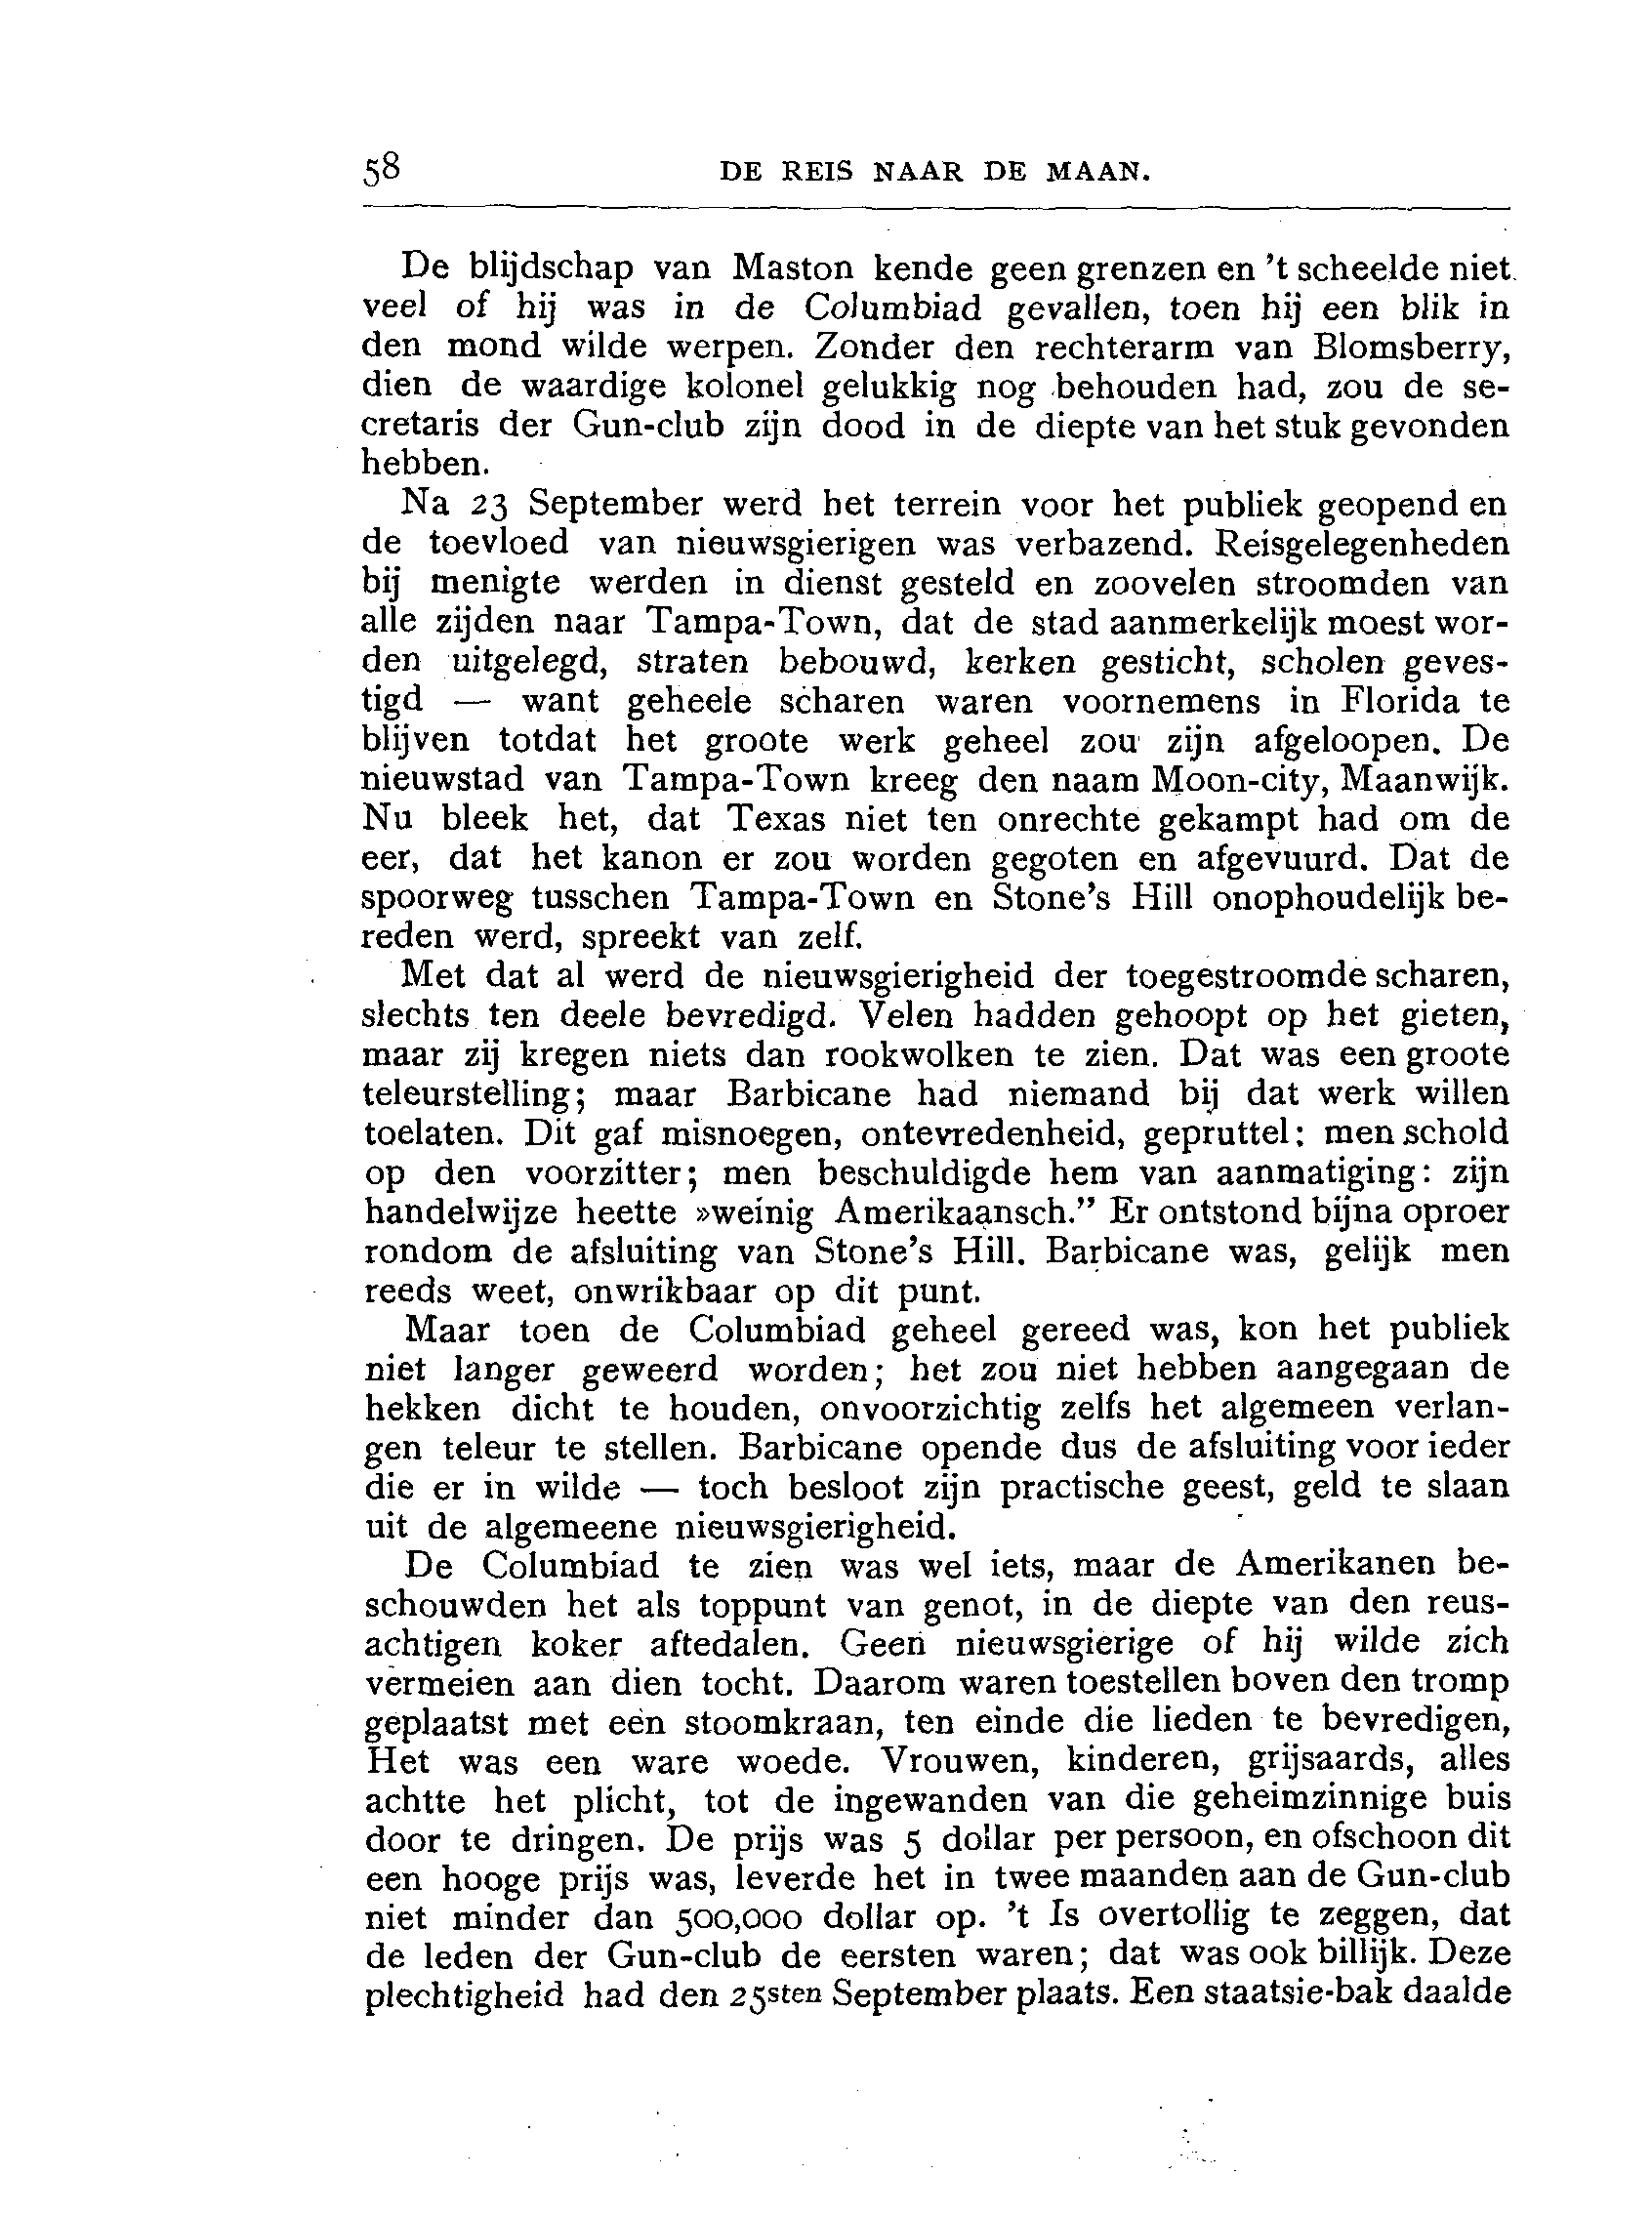 58
DE REIS NAAR DE MAAN.
De blijdschap van Maston kende geen grenzen en 't scheelde niet
veel of hij was in de Columbiad gevallen, toen hij een blik in
den mond wilde werpen. Zonder den rechterarm van Blomsberry,
dien de waardige kolonel gelukkig nog behouden had, zou de se-
cretaris der Gun-club zijn dood in de diepte van het stuk gevonden
hebben.
Na 23 September werd het terrein voor het publiek geopend en
de toevloed van nieuwsgierigen was verbazend. Reisgelegenheden
bij menigte werden in dienst gesteld en zoovelen stroomden van
alle zijden naar Tampa-Town, dat de stad aanmerkelijk moest wor-
den uitgelegd, straten bebouwd, kerken gesticht, scholen geves-
tigd — want geheele scharen waren voornemens in Florida te
blijven totdat het groote werk geheel zou zijn afgeloopen. De
nieuwstad van Tampa-Town kreeg den naam Moon-city, Maanwijk.
Nu bleek het, dat Texas niet ten onrechte gekampt had om de
eer, dat het kanon er zou worden gegoten en afgevuurd. Dat de
spoorweg tusschen Tampa-Town en Stone's Hill onophoudelijk be-
reden werd, spreekt van zelf.
Met dat al werd de nieuwsgierigheid der toegestroomde scharen,
slechts ten deele bevredigd. Velen hadden gehoopt op het gieten,
maar zij kregen niets dan rookwolken te zien. Dat was een groote
teleurstelling; maar Barbicane had niemand bij dat werk willen
toelaten. Dit gaf misnoegen, ontevredenheid, gepruttel: men schold
op den voorzitter; men beschuldigde hem van aanmatiging: zijn
handelwijze heette »weinig Amerikaansch.” Er ontstond bijna oproer
rondom de afsluiting van Stone's Hill. Barbicane was, gelijk men
reeds weet, onwrikbaar op dit punt.
Maar toen de Columbiad geheel gereed was, kon het publiek
niet langer geweerd worden; het zou niet hebben aangegaan de
hekken dicht te houden, onvoorzichtig zelfs het algemeen verlan-
gen teleur te stellen. Barbicane opende dus de afsluiting voor ieder
die er in wilde — toch besloot zijn practische geest, geld te slaan
uit de algemeene nieuwsgierigheid.
De Columbiad te zien was wel iets, maar de Amerikanen be-
schouwden het als toppunt van genot, in de diepte van den reus-
achtigen koker aftedalen. Geen nieuwsgierige of hij wilde zich
vermeien aan dien tocht. Daarom waren toestellen boven den tromp
geplaatst met een stoomkraan, ten einde die lieden te bevredigen,
Het was een ware woede. Vrouwen, kinderen, grijsaards, alles
achtte het plicht, tot de ingewanden van die geheimzinnige buis
door te dringen. De prijs was 5 dollar per persoon, en ofschoon dit
een hooge prijs was, leverde het in twee maanden aan de Gun-club
niet minder dan 500,000 dollar op. 't Is overtollig te zeggen, dat
de leden der Gun-club de eersten waren; dat was ook billijk. Deze
plechtigheid had den 25sten September plaats. Een staatsie-bak daalde